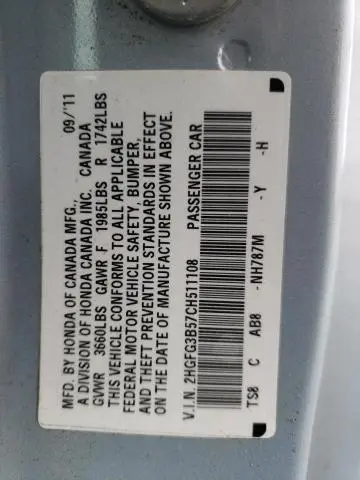 MFD. BY HONDA OF CANADA MFG., 09/'11
A DIVISION OF HONDA CANADA INC. CANADA
GVWR 3660LBS GAWR F 1985LBS R 1742LBS
THIS VEHICLE CONFORMS TO ALL APPLICABLE
FEDERAL MOTOR VEHICLE SAFETY, BUMPER,
AND THEFT PREVENTION STANDARDS IN EFFECT
ON THE DATE OF MANUFACTURE SHOWN ABOVE.
V.I.N. 2HGFG3B57CH511108 PASSENGER CAR
TS8 C AB8 -NH787M -Y -H